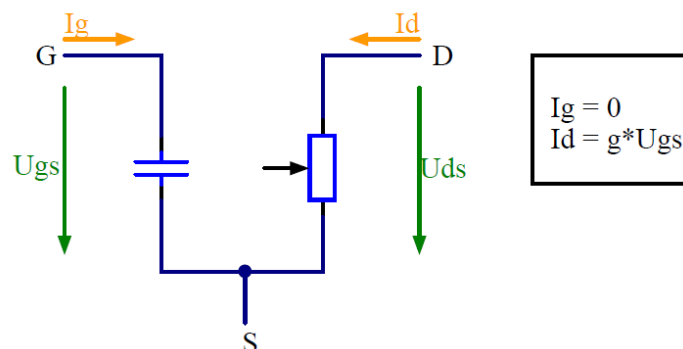 Ig
Id
G
D
Ugs
Uds
Ig = 0
Id = g*Ugs
S